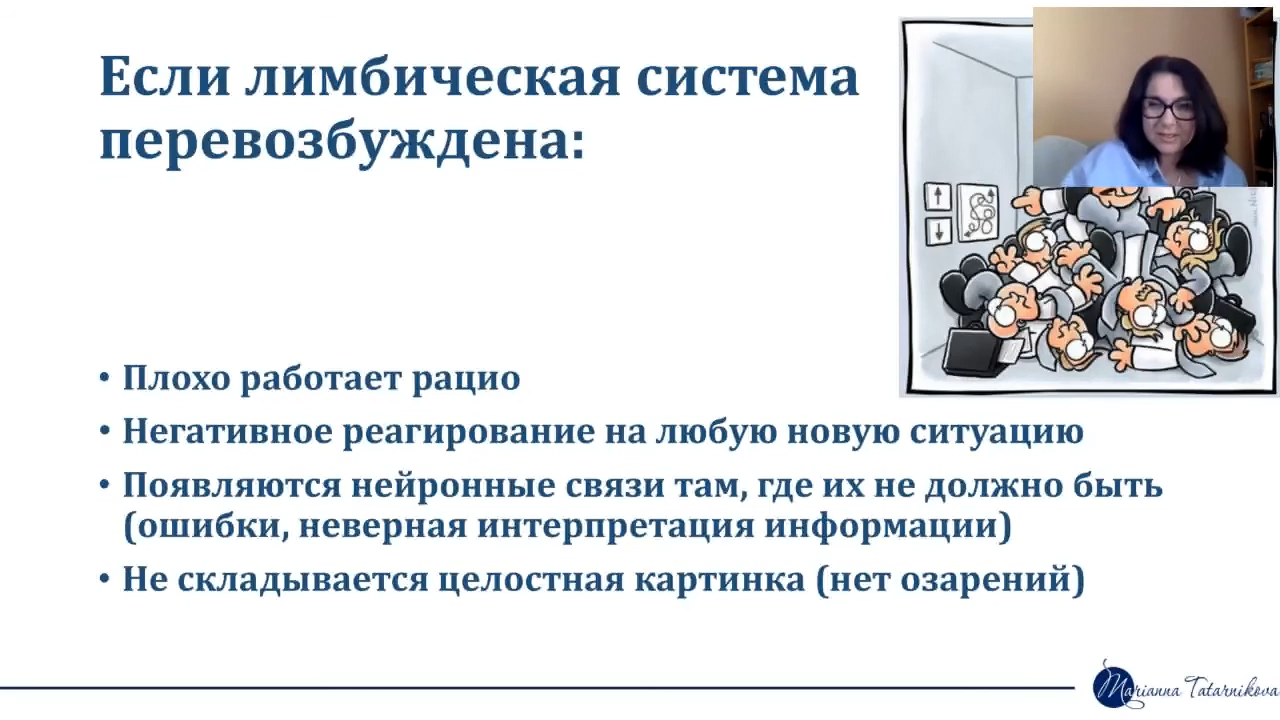 Если лимбическая система
перевозбуждена:
• Плохо работает рацио
• Негативное реагирование на любую новую ситуацию
• Появляются нейронные связи там, где их не должно быть
(ошибки, неверная интерпретация информации)
• Не складывается целостная картинка (нет озарений)
Marianna Tatarnikova